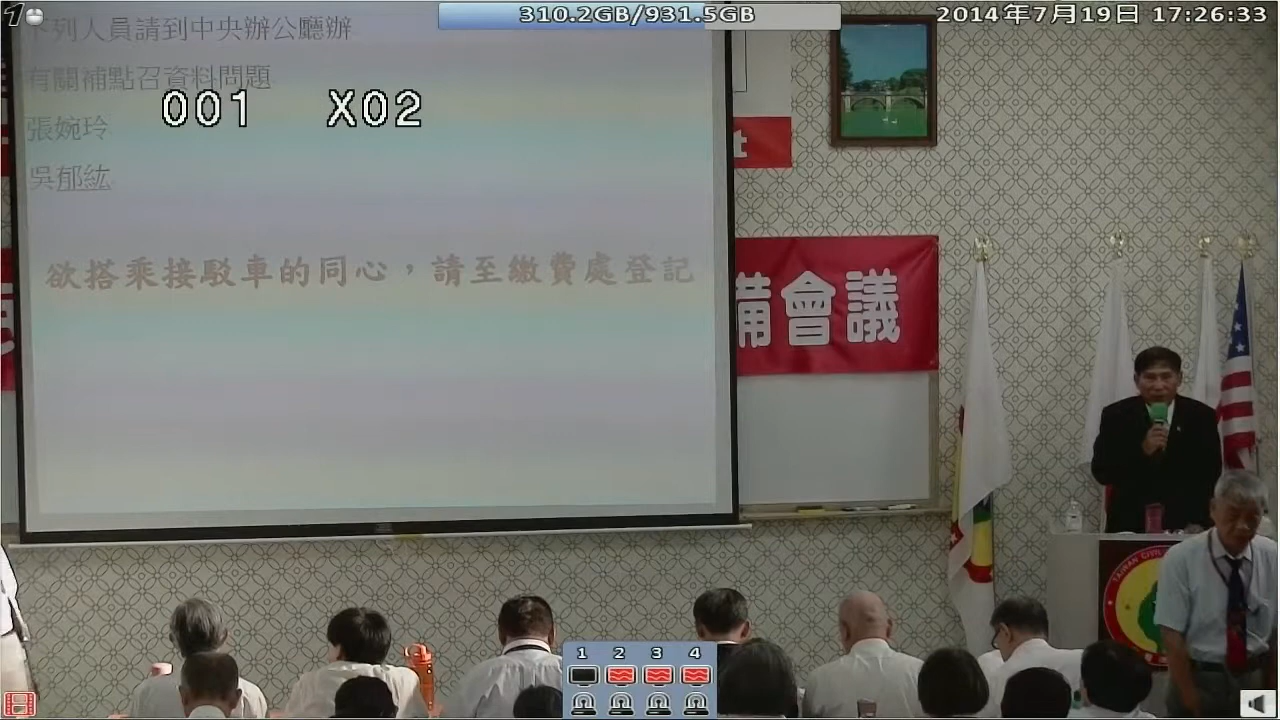 1
310.2GB/931.5GB
2014年7月19日 17:26:33
下列人員請到中央辦公廳辦
有關補點召資料問題
001 X02
張婉玲
吳郁紘
欲搭乘接駁車的同心，請至繳費處登記
t
備會議
TAIWAN CIVIL
1 2 3 4